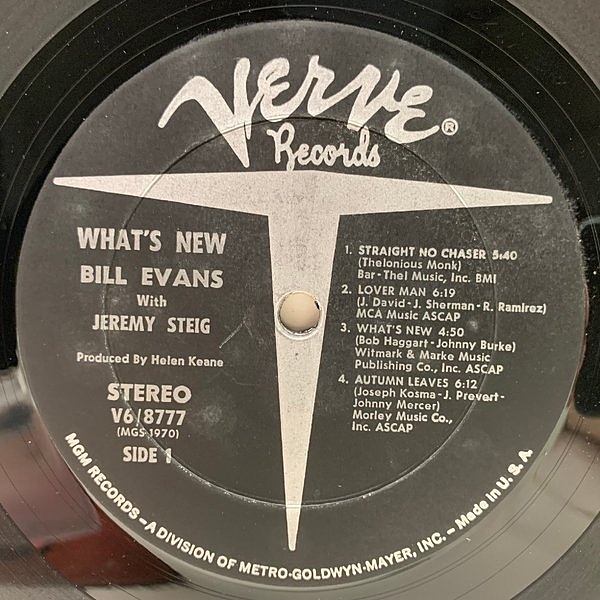 VERVE®
Records
WHAT'S NEW
BILL EVANS
With
JEREMY STEIG
Produced By Helen Keane
STEREO
V6/8777
(MGS 1970)
SIDE 1
1. STRAIGHT NO CHASER 5:40
(Thelonious Monk)
Bar-Thel Music, Inc. BMI
2. LOVER MAN 6:19
(J. David-J. Sherman-R. Ramirez)
MCA Music ASCAP
3. WHAT'S NEW 4:50
(Bob Haggart-Johnny Burke)
Witmark & Marke Music
Publishing Co., Inc. ASCAP
4. AUTUMN LEAVES 6:12
(Joseph Kosma-J. Prevert-
Johnny Mercer)
Morley Music Co.,
Inc. ASCAP
MGM RECORDS—A DIVISION OF METRO-GOLDWYN-MAYER, INC.—Made in U. S. A.